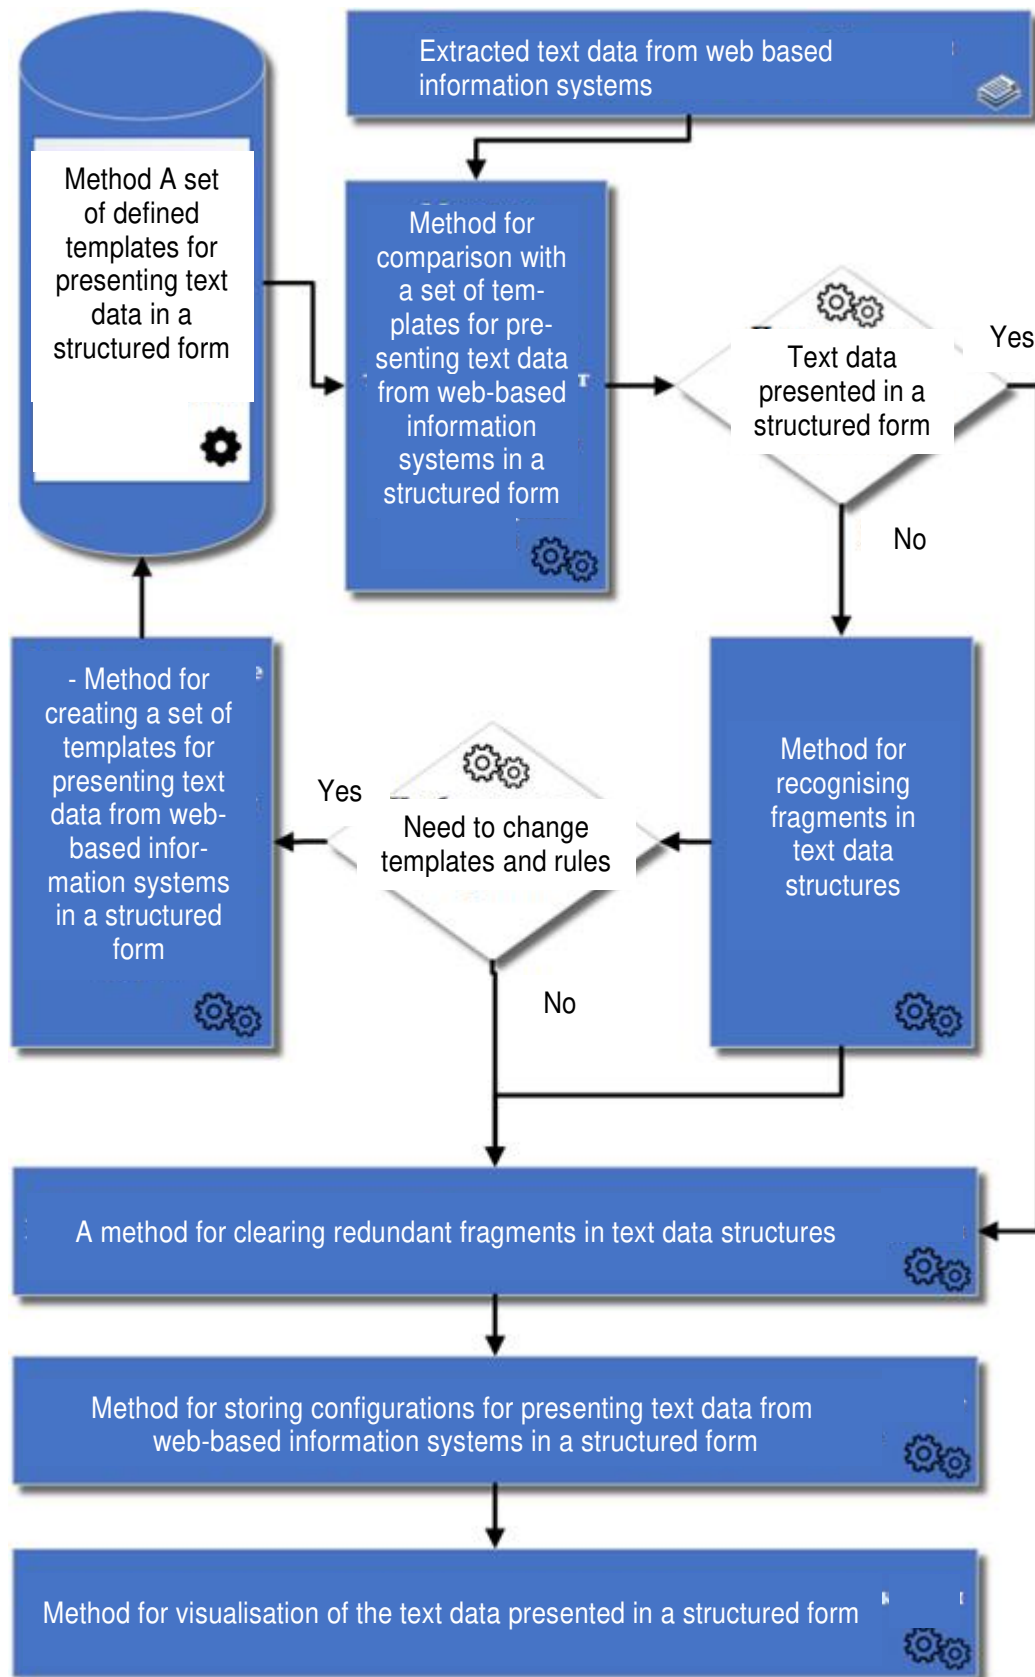 Extracted text data from web based
information systems
Method A set
of defined
templates for
presenting text
data in a
structured form
Method for
comparison with
a set of tem-
plates for pre-
senting text data
from web-based
information
systems in a
structured form
Text data
presented in a
structured form
Yes
No
- Method for
creating a set of
templates for
presenting text
data from web-
based infor-
mation systems
in a structured
form
Yes
Need to change
templates and rules
No
Method for
recognising
fragments in
text data
structures
A method for clearing redundant fragments in text data structures
Method for storing configurations for presenting text data from
web-based information systems in a structured form
Method for visualisation of the text data presented in a structured form